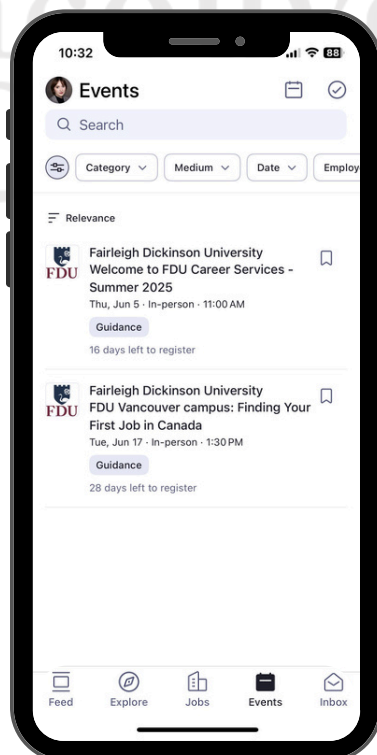 10:32
88
Events
Search
Category
Medium
Date
Employ
Relevance
FDU
Fairleigh Dickinson University
Welcome to FDU Career Services -
Summer 2025
Thu, Jun 5 · In-person · 11:00 AM
Guidance
16 days left to register
FDU
Fairleigh Dickinson University
FDU Vancouver campus: Finding Your
First Job in Canada
Tue, Jun 17 · In-person · 1:30 PM
Guidance
28 days left to register
Feed
Explore
Jobs
Events
Inbox